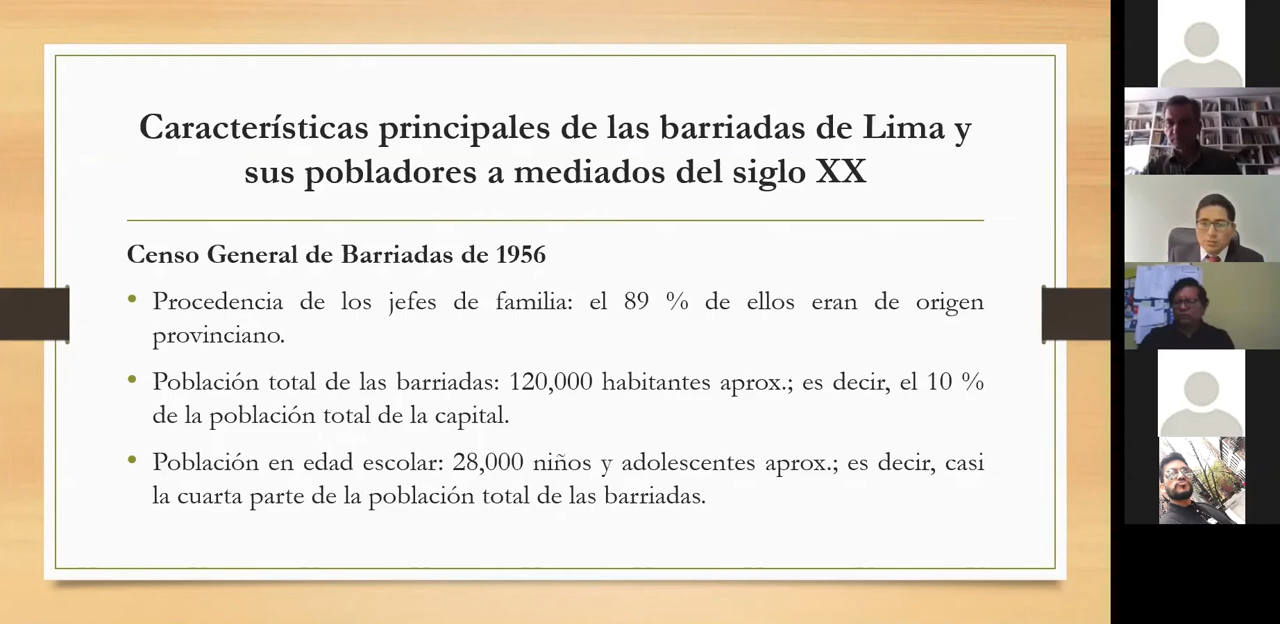 Características principales de las barriadas de Lima y
sus pobladores a mediados del siglo XX
Censo General de Barriadas de 1956
• Procedencia de los jefes de familia: el 89 % de ellos eran de origen
provinciano.
• Población total de las barriadas: 120,000 habitantes aprox.; es decir, el 10 %
de la población total de la capital.
• Población en edad escolar: 28,000 niños y adolescentes aprox.; es decir, casi
la cuarta parte de la población total de las barriadas.